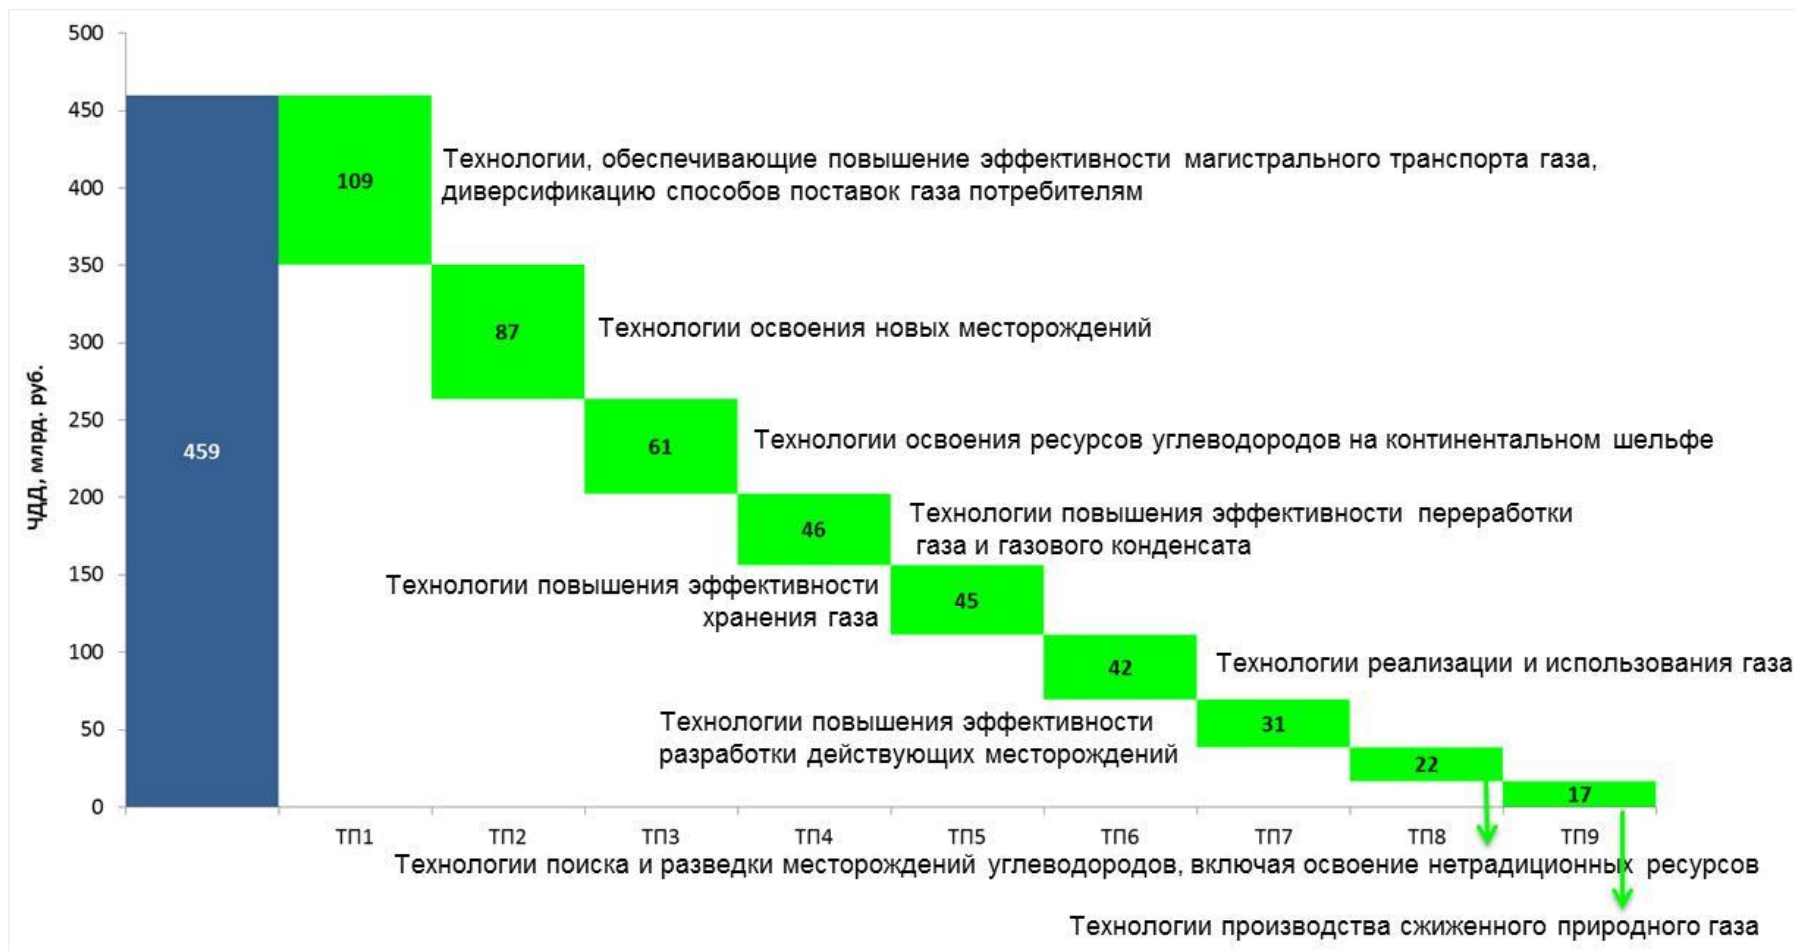 500
450
Технологии, обеспечивающие повышение эффективности магистрального транспорта газа,
109
400
диверсификацию способов поставок газа потребителям
350
87
Технологии освоения новых месторождений
300
ЧДД, млрд. руб.
250
459
61
Технологии освоения ресурсов углеводородов на континентальном шельфе
200
46
Технологии повышения эффективности переработки
газа и газового конденсата
150
Технологии повышения эффективности
хранения газа
45
100
42
Технологии реализации и использования газа
50
Технологии повышения эффективности
разработки действующих месторождений
31
22
17
0
ТП1 ТП2 ТП3 ТП4 ТП5 ТП6 ТП7 ТП8 ТП9
Технологии поиска и разведки месторождений углеводородов, включая освоение нетрадиционных ресурсов
Технологии производства сжиженного природного газа